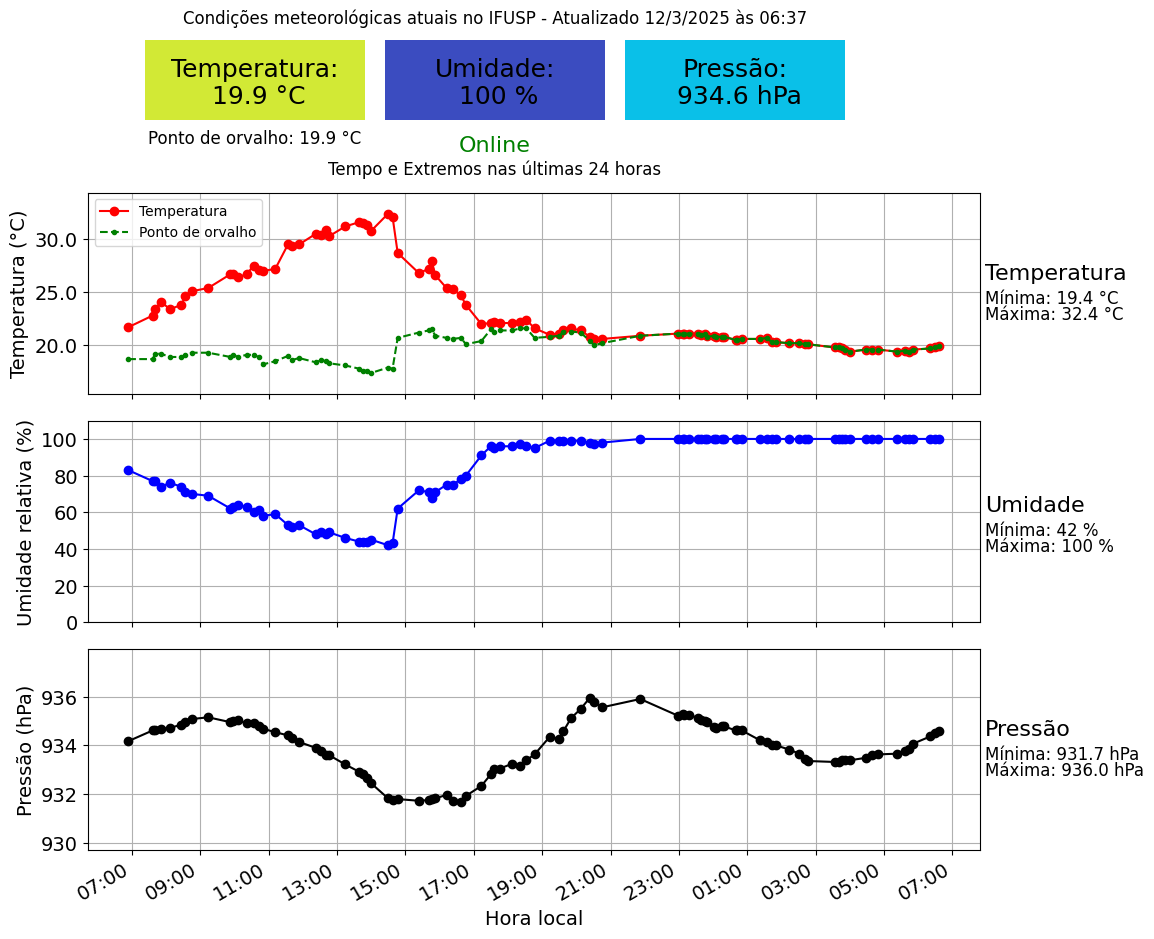 Condições meteorológicas atuais no IFUSP - Atualizado 12/3/2025 às 06:37
Temperatura:
19.9 °C
Umidade:
100 %
Pressão:
934.6 hPa
Ponto de orvalho: 19.9 °C
Online
Tempo e Extremos nas últimas 24 horas
Temperatura (°C)
30.0
25.0
20.0
Temperatura
Ponto de orvalho
Temperatura
Mínima: 19.4 °C
Máxima: 32.4 °C
Umidade relativa (%)
100
80
60
40
20
0
Umidade
Mínima: 42 %
Máxima: 100 %
Pressão (hPa)
936
934
932
930
Pressão
Mínima: 931.7 hPa
Máxima: 936.0 hPa
07:00 09:00 11:00 13:00 15:00 17:00 19:00 21:00 23:00 01:00 03:00 05:00 07:00
Hora local